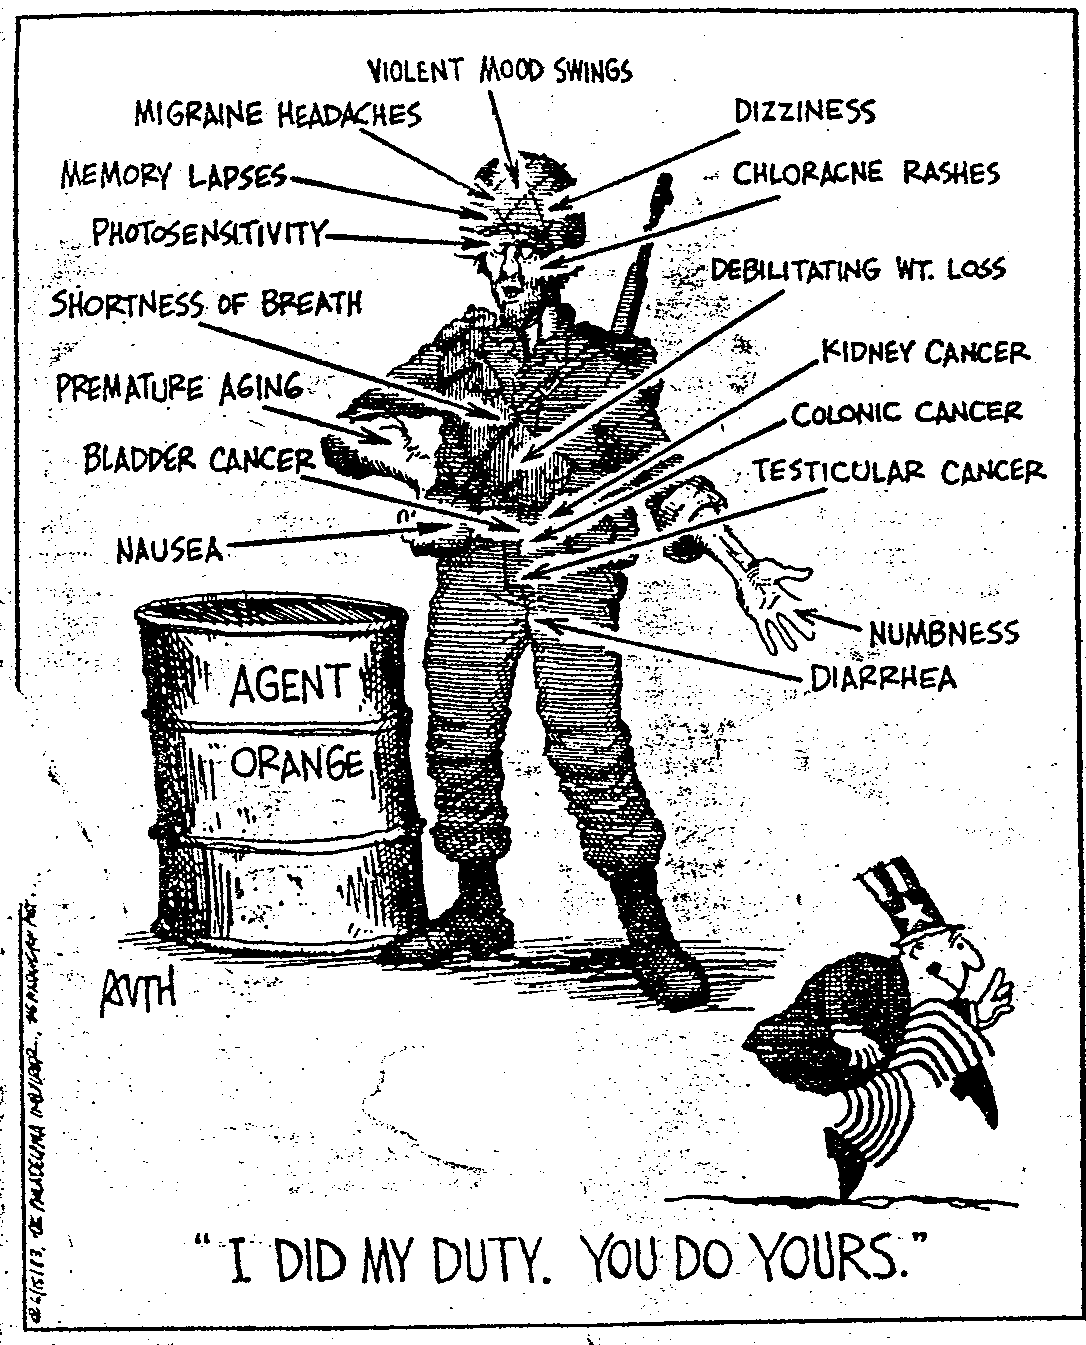 VIOLENT MOOD SWINGS
MIGRAINE HEADACHES
DIZZINESS
MEMORY LAPSES
CHLORACNE RASHES
PHOTOSENSITIVITY
DEBILITATING WT. LOSS
SHORTNESS OF BREATH
KIDNEY CANCER
PREMATURE AGING
COLONIC CANCER
BLADDER CANCER
TESTICULAR CANCER
NAUSEA
NUMBNESS
DIARRHEA
AGENT
ORANGE
AUTH
"I DID MY DUTY. YOU DO YOURS."